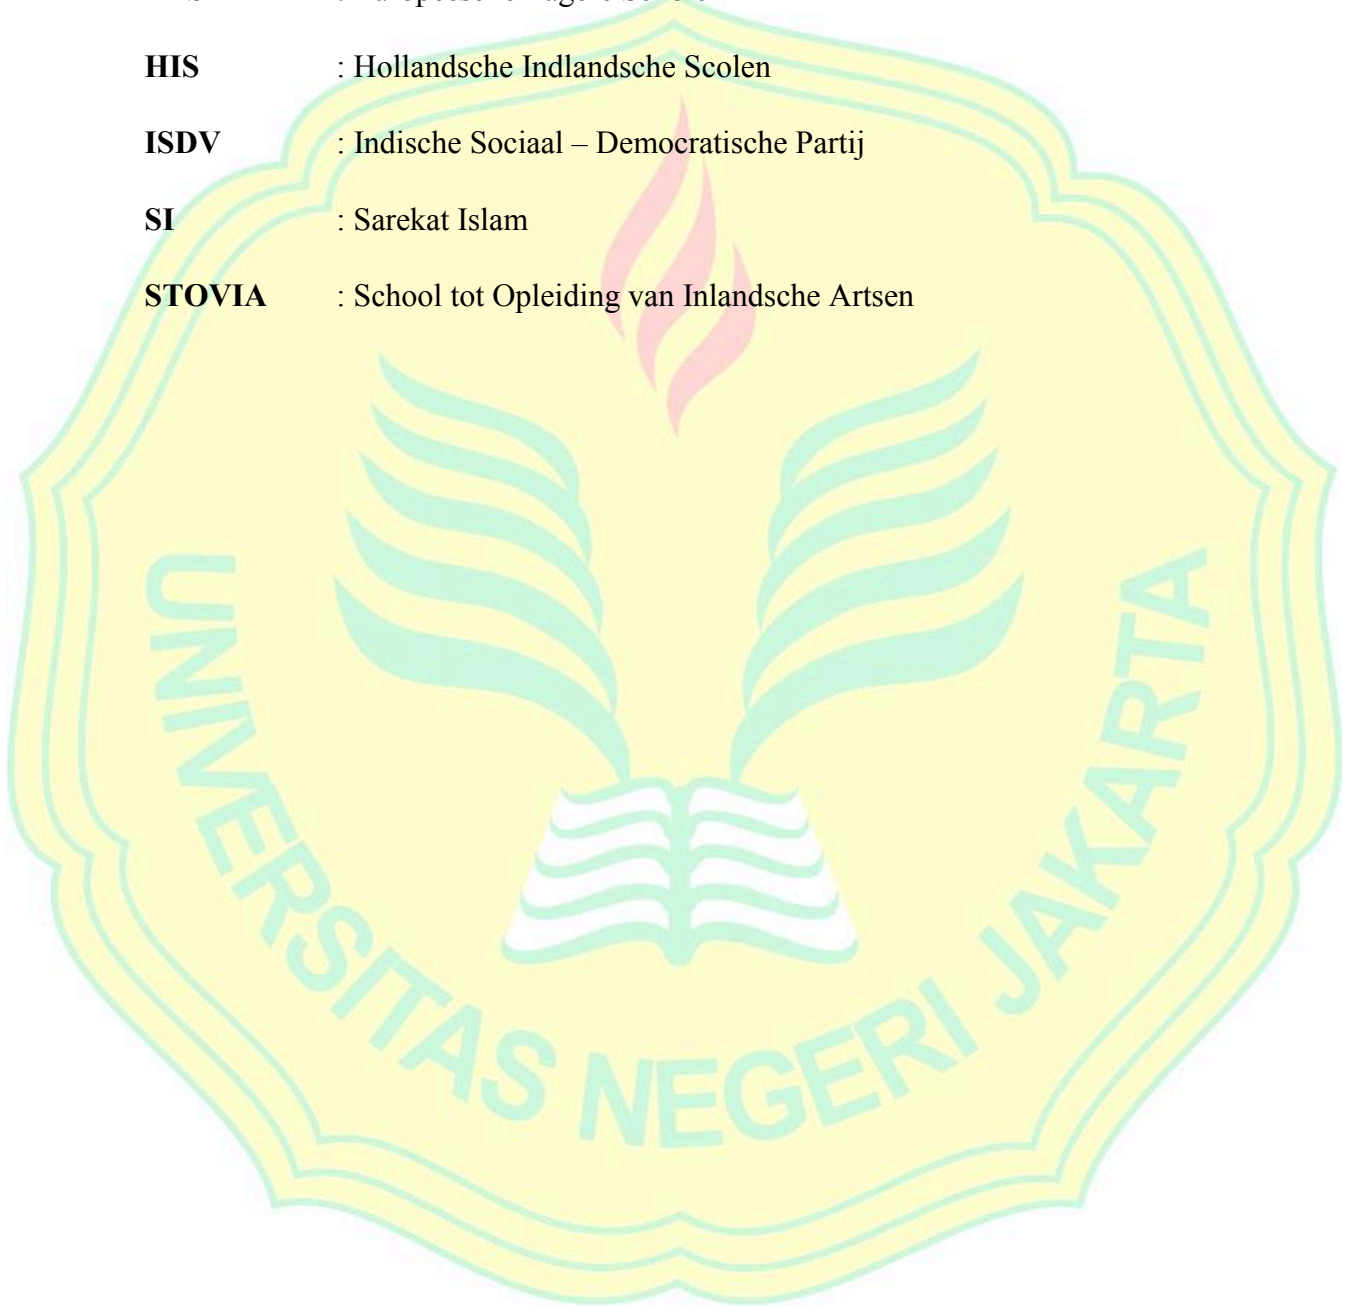 HIS : Hollandsche Indlandsche Scolen
ISDV : Indische Sociaal – Democratische Partij
SI : Sarekat Islam
STOVIA : School tot Opleiding van Inlandsche Artsen
UNIVERSITAS NEGERI JAKARTA